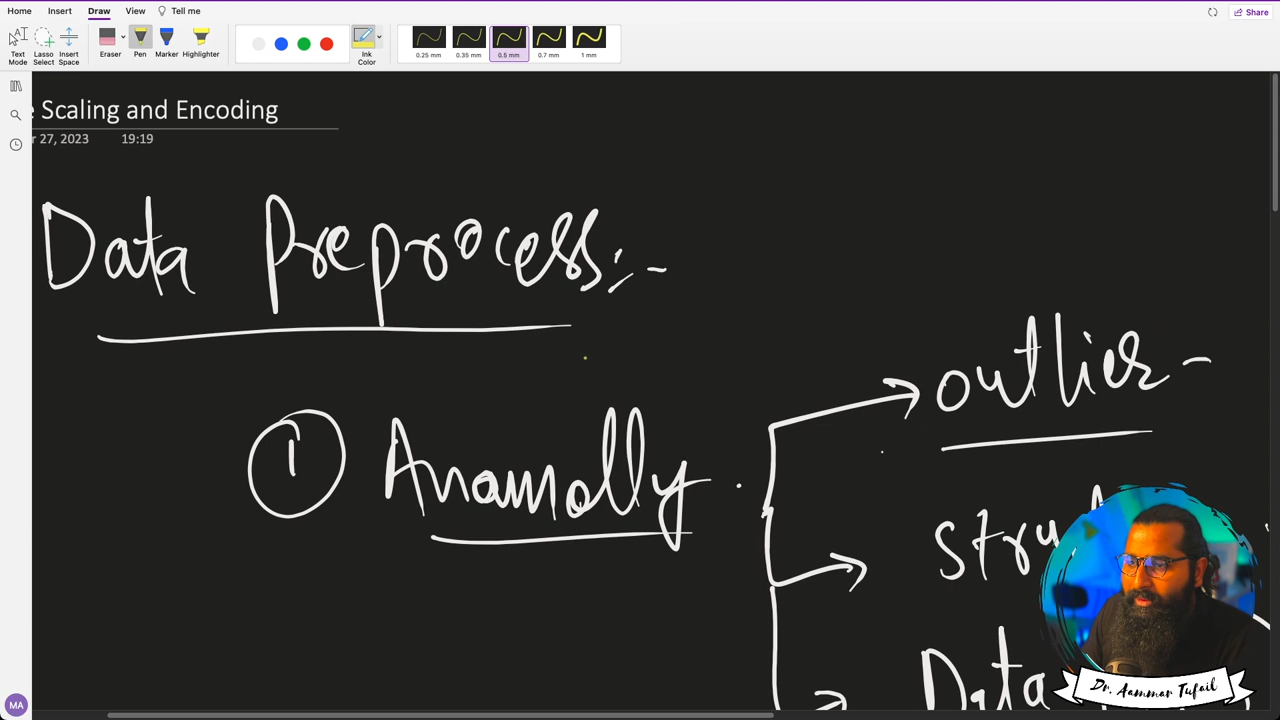 Home Insert Draw View Tell me
Share
Text Mode
Lasso Select
Insert Space
Eraser
Pen
Marker
Highlighter
Ink Color
0.25 mm 0.35 mm 0.5 mm 0.7 mm 1 mm
Scaling and Encoding
27, 2023 19:19
Data Preprocess:-
outlier -
① Anamolly
Data
MA
Dr. Aammar Tufail